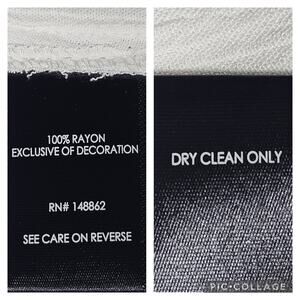 100% RAYON
EXCLUSIVE OF DECORATION
RN# 148862
SEE CARE ON REVERSE
DRY CLEAN ONLY
PIC•COLLAGE